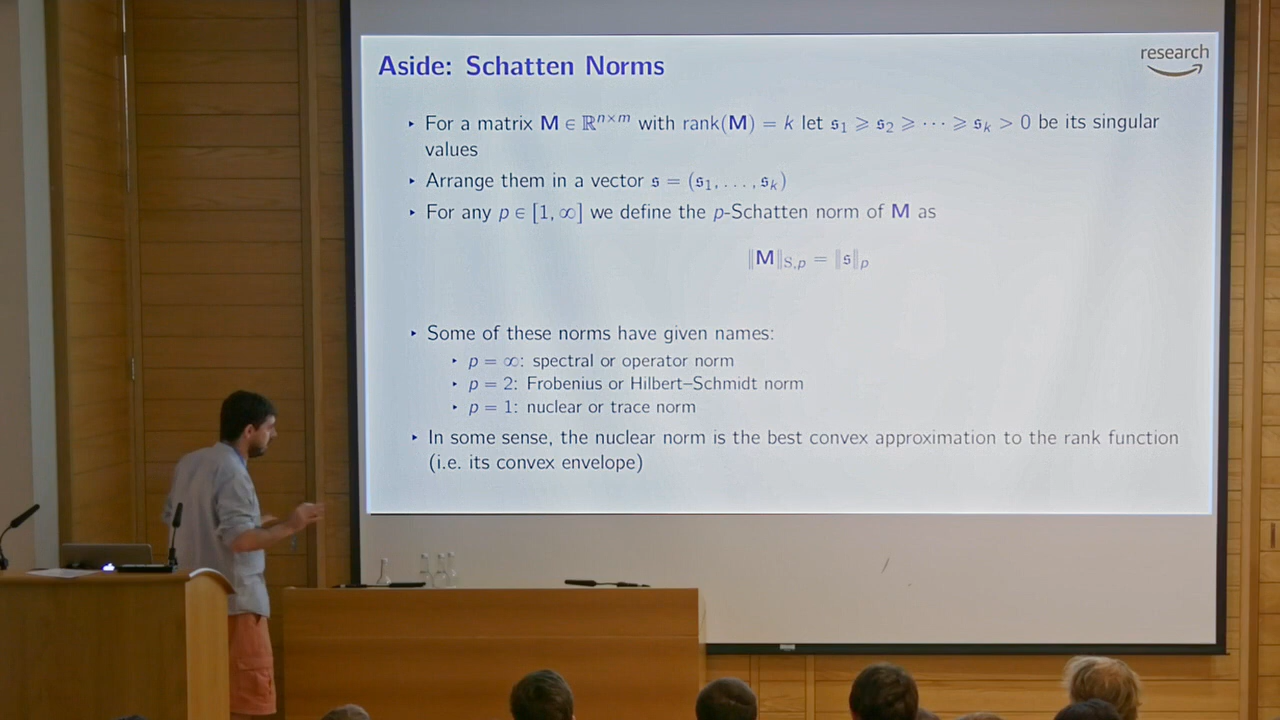 Aside: Schatten Norms
research
‣ For a matrix M ∈ ℝⁿˣᵐ with rank(M) = k let 𝔰₁ ⩾ 𝔰₂ ⩾ ··· ⩾ 𝔰ₖ > 0 be its singular
values
‣ Arrange them in a vector 𝔰 = (𝔰₁, . . . , 𝔰ₖ)
‣ For any p ∈ [1, ∞] we define the p-Schatten norm of M as
‖M‖S,p = ‖𝔰‖p
‣ Some of these norms have given names:
‣ p = ∞: spectral or operator norm
‣ p = 2: Frobenius or Hilbert–Schmidt norm
‣ p = 1: nuclear or trace norm
‣ In some sense, the nuclear norm is the best convex approximation to the rank function
(i.e. its convex envelope)